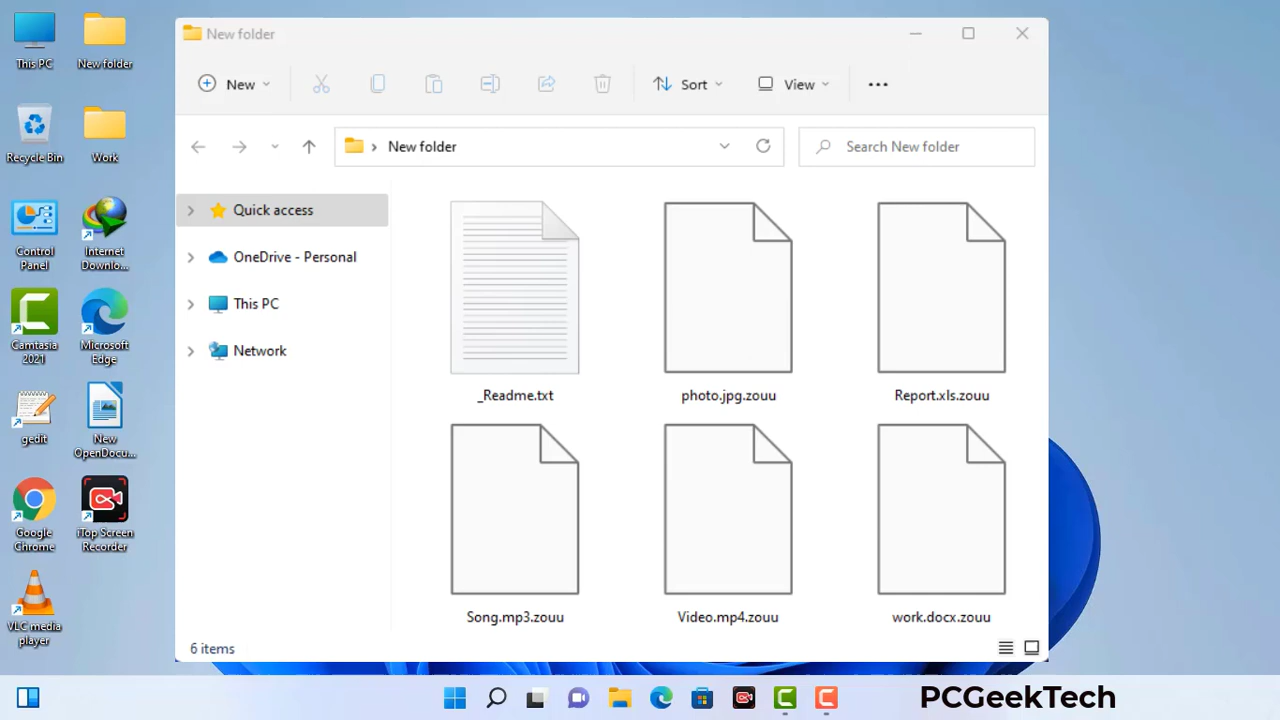 This PC
New folder
Recycle Bin
Work
Control
Panel
Internet
Downlo...
Camtasia
2021
Microsoft
Edge
gedit
New
OpenDocu...
Google
Chrome
iTop Screen
Recorder
VLC media
player
New folder
New
Sort
View
New folder
Search New folder
Quick access
OneDrive - Personal
This PC
Network
_Readme.txt
photo.jpg.zouu
Report.xls.zouu
Song.mp3.zouu
Video.mp4.zouu
work.docx.zouu
6 items
PCGeekTech